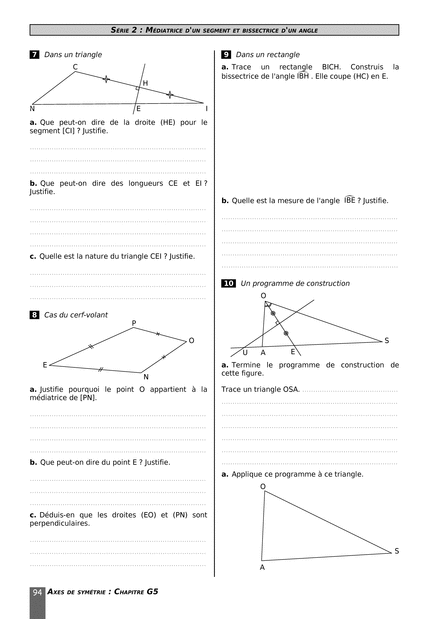 Série 2 : Médiatrice d'un segment et bissectrice d'un angle
7 Dans un triangle
C
H
N
E
I
a. Que peut-on dire de la droite (HE) pour le
segment [CI] ? Justifie.
b. Que peut-on dire des longueurs CE et EI ?
Justifie.
c. Quelle est la nature du triangle CEI ? Justifie.
8 Cas du cerf-volant
P
O
E
N
a. Justifie pourquoi le point O appartient à la
médiatrice de [PN].
b. Que peut-on dire du point E ? Justifie.
c. Déduis-en que les droites (EO) et (PN) sont
perpendiculaires.
9 Dans un rectangle
a. Trace un rectangle BICH. Construis la
bissectrice de l'angle IBH . Elle coupe (HC) en E.
b. Quelle est la mesure de l'angle IBE ? Justifie.
10 Un programme de construction
O
S
U
A
E
a. Termine le programme de construction de
cette figure.
Trace un triangle OSA.
a. Applique ce programme à ce triangle.
O
S
A
94 Axes de symétrie : Chapitre G5